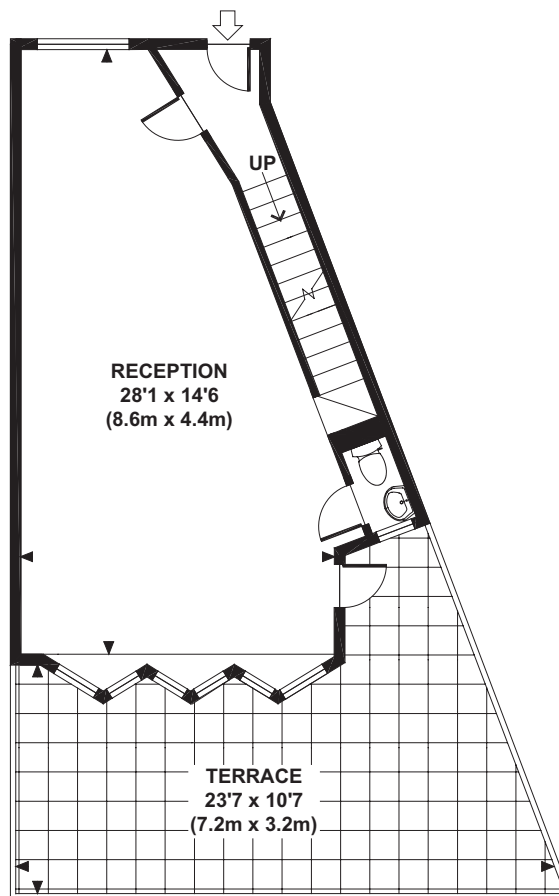 UP
RECEPTION
28'1 x 14'6
(8.6m x 4.4m)
TERRACE
23'7 x 10'7
(7.2m x 3.2m)